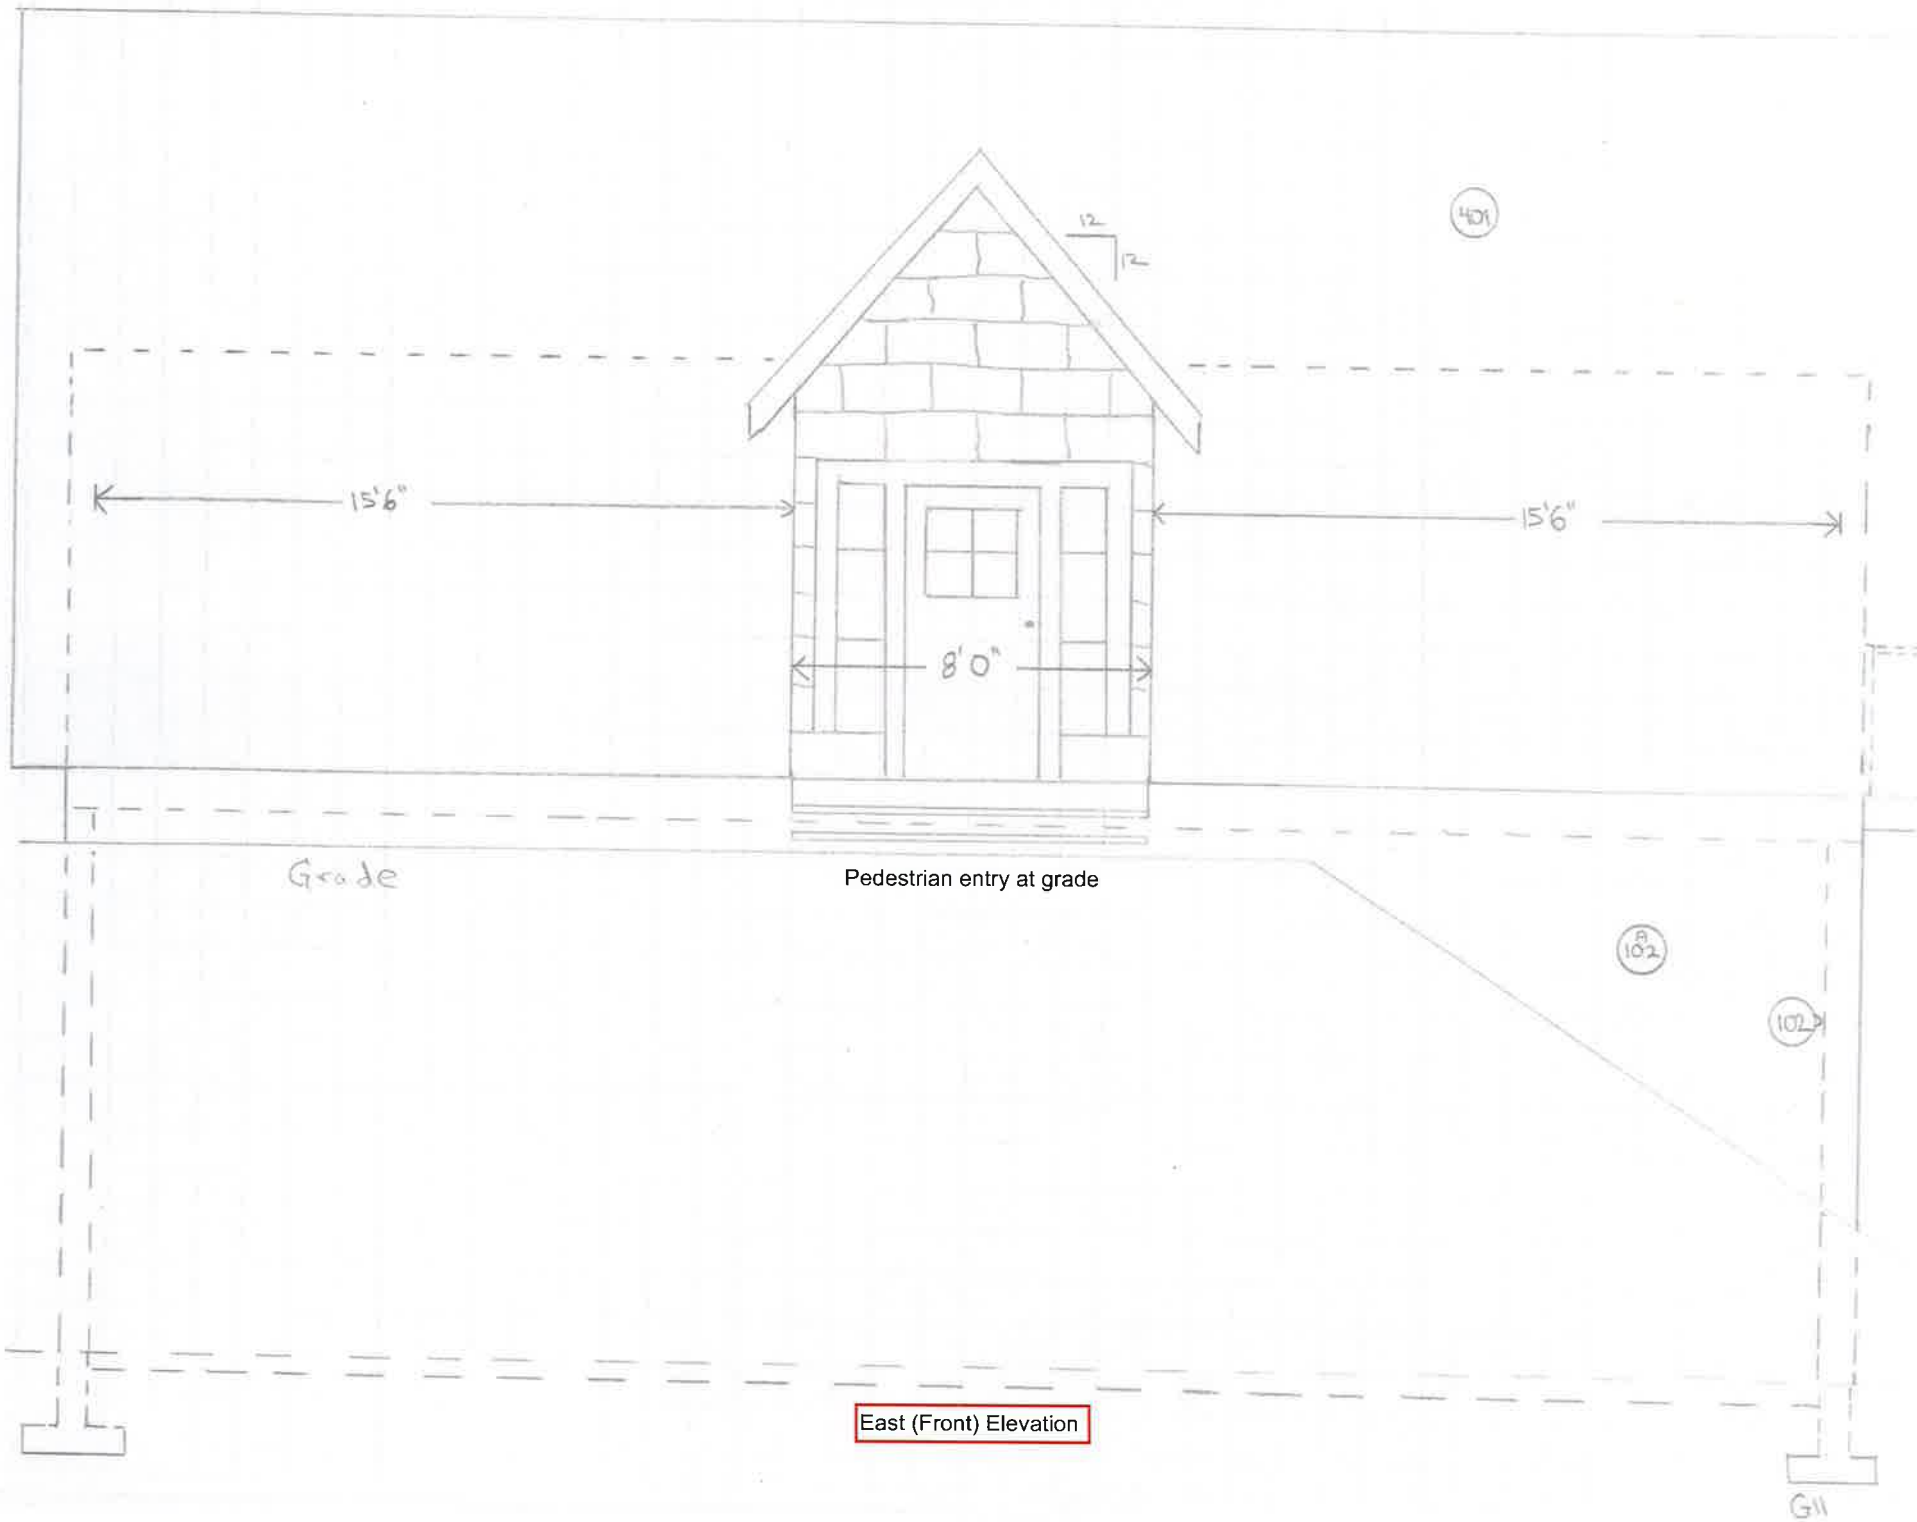 401
12
12
15'6"
15'6"
8'0"
Grade
Pedestrian entry at grade
A
102
102
East (Front) Elevation
G11